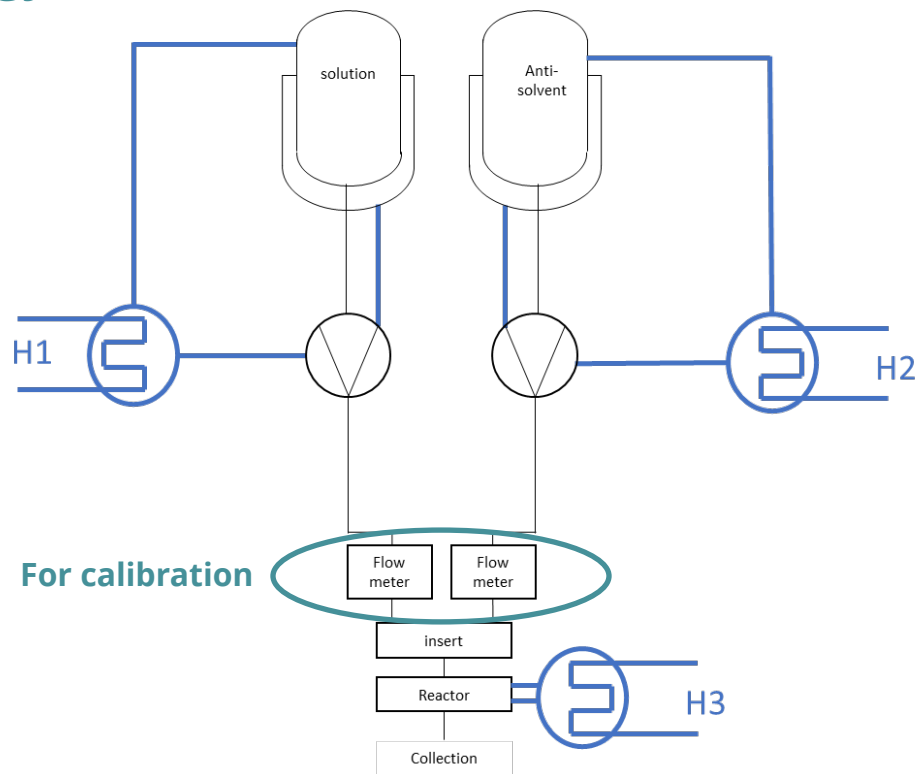 solution
Anti-
solvent
H1
H2
For calibration
Flow
meter
Flow
meter
insert
Reactor
H3
Collection